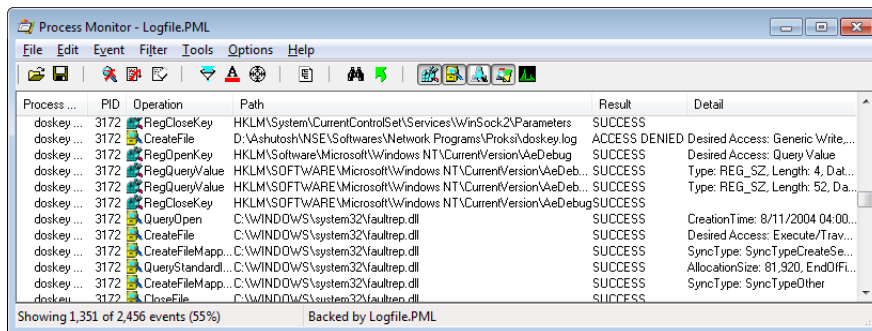 Process Monitor - Logfile.PML
File Edit Event Filter Tools Options Help
Process ... PID Operation Path Result Detail
doskey ... 3172 RegCloseKey HKLM\System\CurrentControlSet\Services\WinSock2\Parameters SUCCESS
doskey ... 3172 CreateFile D:\Ashutosh\NSE\Softwares\Network Programs\Proksi\doskey.log ACCESS DENIED Desired Access: Generic Write,...
doskey ... 3172 RegOpenKey HKLM\Software\Microsoft\Windows NT\CurrentVersion\AeDebug SUCCESS Desired Access: Query Value
doskey ... 3172 RegQueryValue HKLM\SOFTWARE\Microsoft\Windows NT\CurrentVersion\AeDeb... SUCCESS Type: REG_SZ, Length: 4, Dat...
doskey ... 3172 RegQueryValue HKLM\SOFTWARE\Microsoft\Windows NT\CurrentVersion\AeDeb... SUCCESS Type: REG_SZ, Length: 52, Da...
doskey ... 3172 RegCloseKey HKLM\SOFTWARE\Microsoft\Windows NT\CurrentVersion\AeDebug SUCCESS
doskey ... 3172 QueryOpen C:\WINDOWS\system32\faultrep.dll SUCCESS CreationTime: 8/11/2004 04:00...
doskey ... 3172 CreateFile C:\WINDOWS\system32\faultrep.dll SUCCESS Desired Access: Execute/Trav...
doskey ... 3172 CreateFileMapp... C:\WINDOWS\system32\faultrep.dll SUCCESS SyncType: SyncTypeCreateSe...
doskey ... 3172 QueryStandardI... C:\WINDOWS\system32\faultrep.dll SUCCESS AllocationSize: 81,920, EndOfFi...
doskey ... 3172 CreateFileMapp... C:\WINDOWS\system32\faultrep.dll SUCCESS SyncType: SyncTypeOther
doskey ... 3172 CloseFile C:\WINDOWS\system32\faultrep.dll SUCCESS
Showing 1,351 of 2,456 events (55%) Backed by Logfile.PML